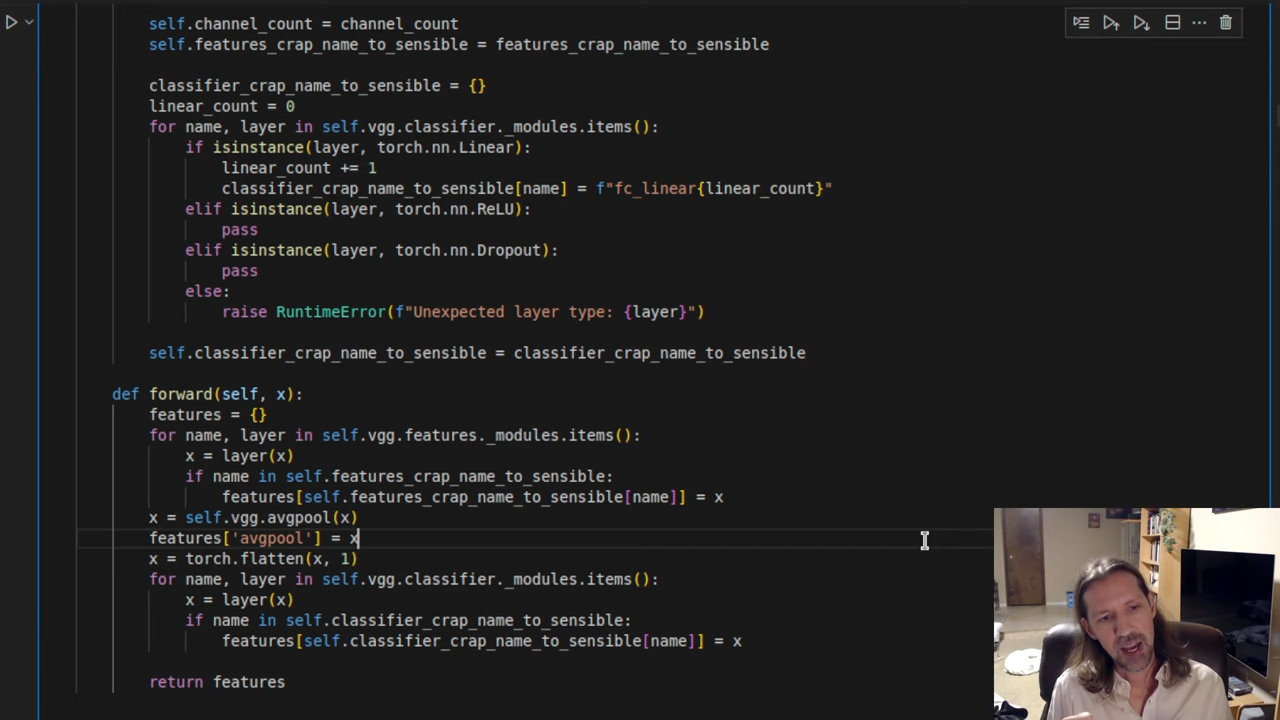 self.channel_count = channel_count
self.features_crap_name_to_sensible = features_crap_name_to_sensible
classifier_crap_name_to_sensible = {}
linear_count = 0
for name, layer in self.vgg.classifier._modules.items():
if isinstance(layer, torch.nn.Linear):
linear_count += 1
classifier_crap_name_to_sensible[name] = f"fc_linear{linear_count}"
elif isinstance(layer, torch.nn.ReLU):
pass
elif isinstance(layer, torch.nn.Dropout):
pass
else:
raise RuntimeError(f"Unexpected layer type: {layer}")
self.classifier_crap_name_to_sensible = classifier_crap_name_to_sensible
def forward(self, x):
features = {}
for name, layer in self.vgg.features._modules.items():
x = layer(x)
if name in self.features_crap_name_to_sensible:
features[self.features_crap_name_to_sensible[name]] = x
x = self.vgg.avgpool(x)
features['avgpool'] = x
x = torch.flatten(x, 1)
for name, layer in self.vgg.classifier._modules.items():
x = layer(x)
if name in self.classifier_crap_name_to_sensible:
features[self.classifier_crap_name_to_sensible[name]] = x
return features